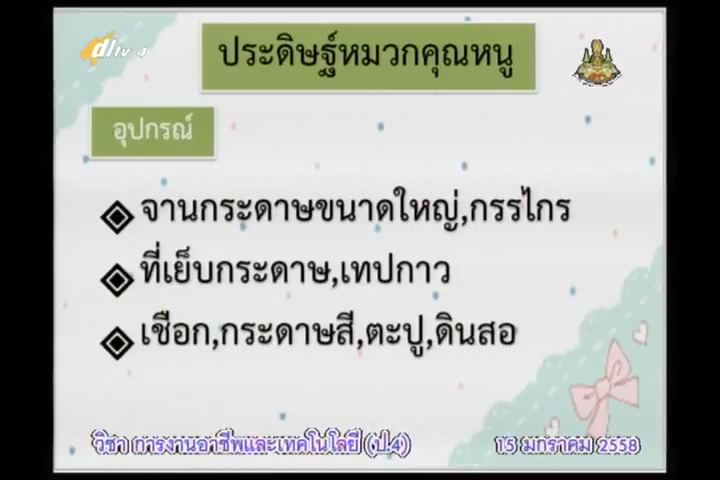 dltv 4
ประดิษฐ์หมวกคุณหนู
อุปกรณ์
จานกระดาษขนาดใหญ่,กรรไกร
ที่เย็บกระดาษ,เทปกาว
เชือก,กระดาษสี,ตะปู,ดินสอ
วิชา การงานอาชีพและเทคโนโลยี (ป.4) 15 มกราคม 2558